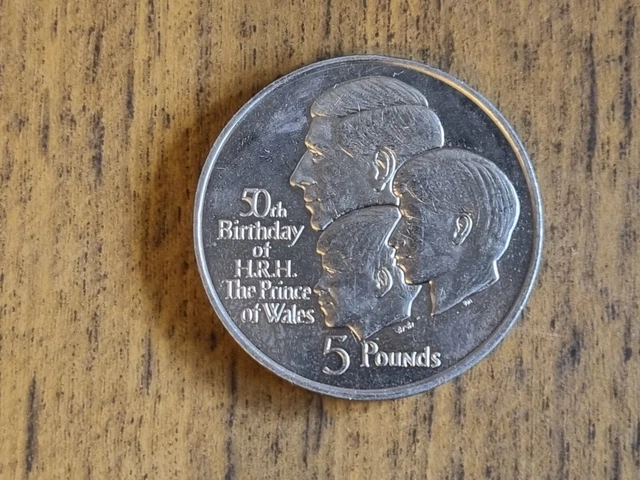 50th
Birthday
of
H.R.H.
The Prince
of Wales
5 Pounds